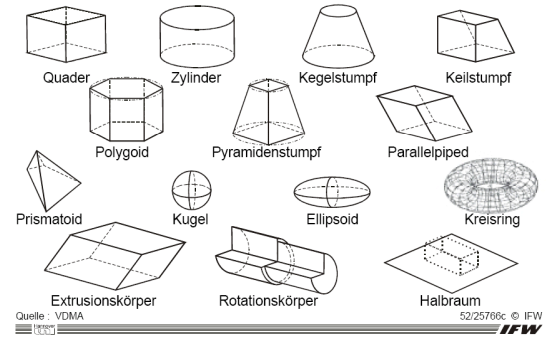 Quader Zylinder Kegelstumpf Keilstumpf
Polygoid Pyramidenstumpf Parallelpiped
Prismatoid Kugel Ellipsoid Kreisring
Extrusionskörper Rotationskörper Halbraum
Quelle : VDMA 52/25766c © IFW
IFW